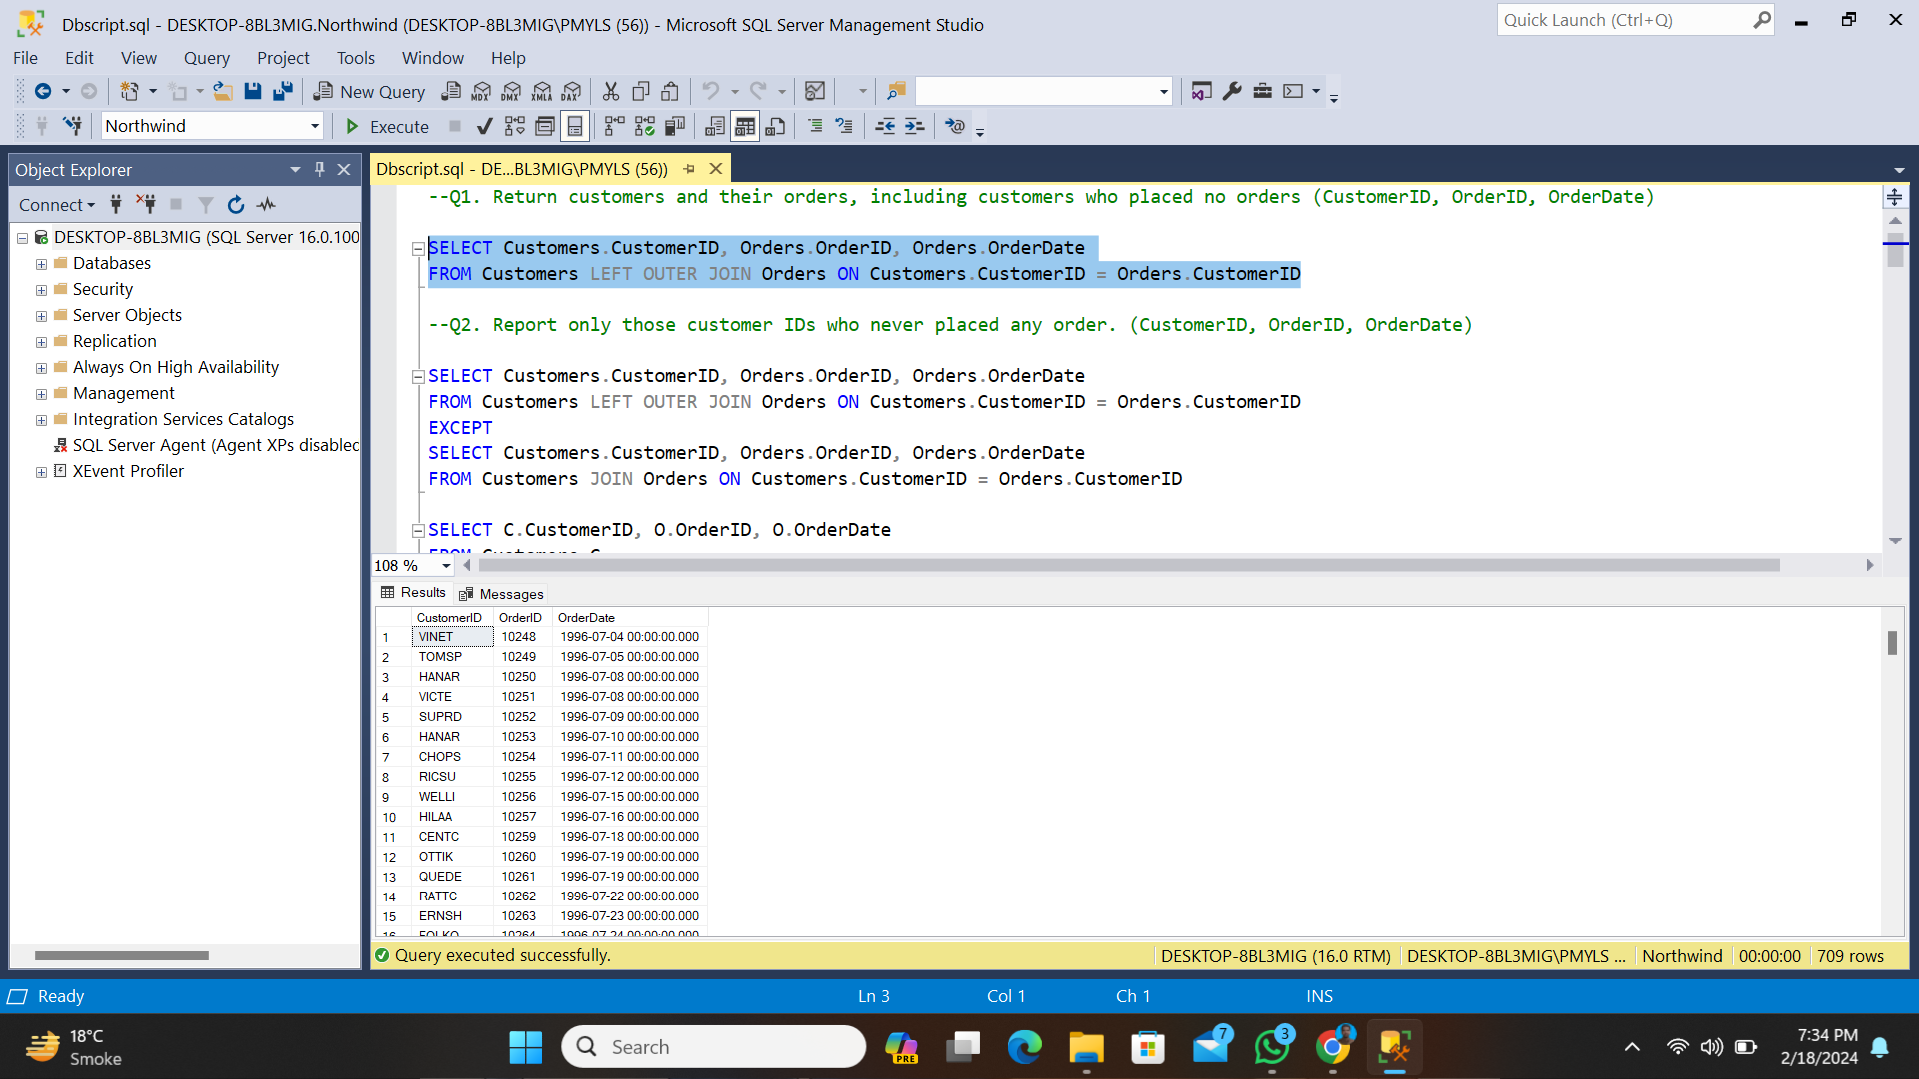 Dbscript.sql - DESKTOP-8BL3MIG.Northwind (DESKTOP-8BL3MIG\PMYLS (56)) - Microsoft SQL Server Management Studio
Quick Launch (Ctrl+Q)
File Edit View Query Project Tools Window Help
New Query MDX DMX XMLA DAX
Northwind Execute
Object Explorer
Connect
DESKTOP-8BL3MIG (SQL Server 16.0.100
Databases
Security
Server Objects
Replication
Always On High Availability
Management
Integration Services Catalogs
SQL Server Agent (Agent XPs disabled
XEvent Profiler
Dbscript.sql - DE...BL3MIG\PMYLS (56))
--Q1. Return customers and their orders, including customers who placed no orders (CustomerID, OrderID, OrderDate)
SELECT Customers.CustomerID, Orders.OrderID, Orders.OrderDate
FROM Customers LEFT OUTER JOIN Orders ON Customers.CustomerID = Orders.CustomerID
--Q2. Report only those customer IDs who never placed any order. (CustomerID, OrderID, OrderDate)
SELECT Customers.CustomerID, Orders.OrderID, Orders.OrderDate
FROM Customers LEFT OUTER JOIN Orders ON Customers.CustomerID = Orders.CustomerID
EXCEPT
SELECT Customers.CustomerID, Orders.OrderID, Orders.OrderDate
FROM Customers JOIN Orders ON Customers.CustomerID = Orders.CustomerID
SELECT C.CustomerID, O.OrderID, O.OrderDate
FROM Customers C
108 %
Results Messages
CustomerID OrderID OrderDate
1 VINET 10248 1996-07-04 00:00:00.000
2 TOMSP 10249 1996-07-05 00:00:00.000
3 HANAR 10250 1996-07-08 00:00:00.000
4 VICTE 10251 1996-07-08 00:00:00.000
5 SUPRD 10252 1996-07-09 00:00:00.000
6 HANAR 10253 1996-07-10 00:00:00.000
7 CHOPS 10254 1996-07-11 00:00:00.000
8 RICSU 10255 1996-07-12 00:00:00.000
9 WELLI 10256 1996-07-15 00:00:00.000
10 HILAA 10257 1996-07-16 00:00:00.000
11 CENTC 10259 1996-07-18 00:00:00.000
12 OTTIK 10260 1996-07-19 00:00:00.000
13 QUEDE 10261 1996-07-19 00:00:00.000
14 RATTC 10262 1996-07-22 00:00:00.000
15 ERNSH 10263 1996-07-23 00:00:00.000
16 FOLKO 10264 1996-07-24 00:00:00.000
Query executed successfully. DESKTOP-8BL3MIG (16.0 RTM) DESKTOP-8BL3MIG\PMYLS ... Northwind 00:00:00 709 rows
Ready Ln 3 Col 1 Ch 1 INS
18°C
Smoke
Search
PRE
7
3
7:34 PM
2/18/2024